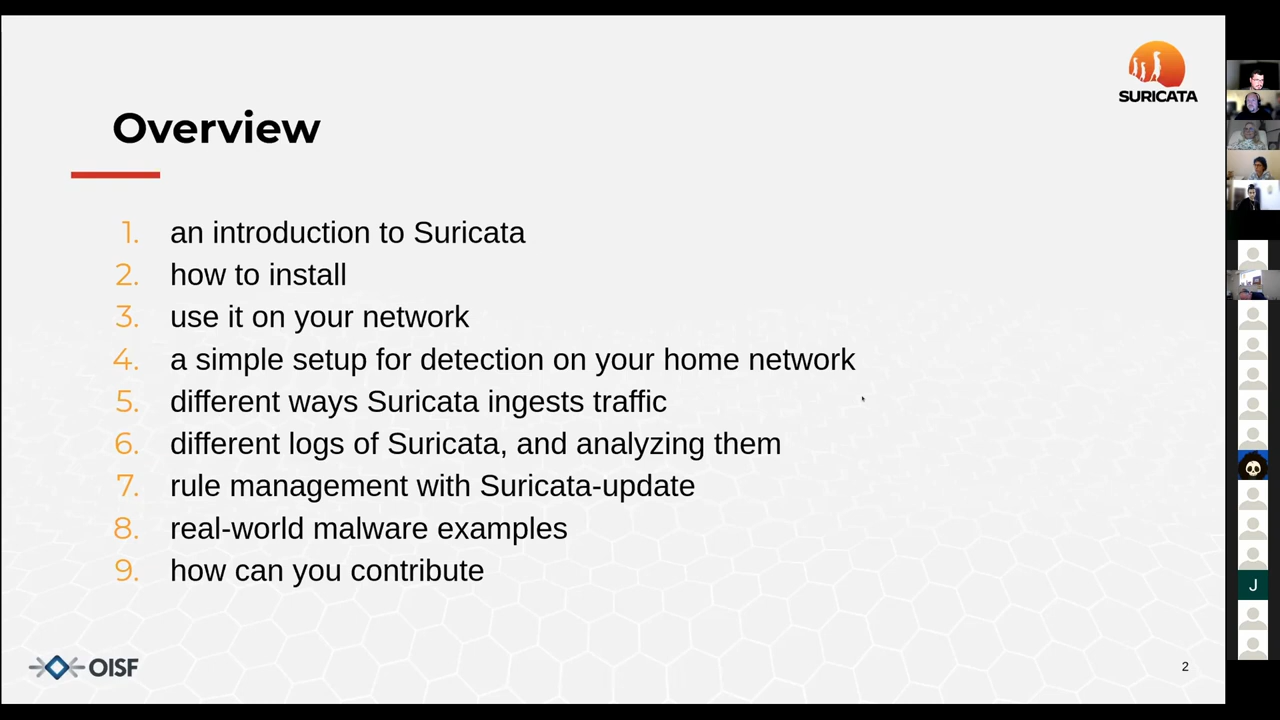 SURICATA
Overview
1. an introduction to Suricata
2. how to install
3. use it on your network
4. a simple setup for detection on your home network
5. different ways Suricata ingests traffic
6. different logs of Suricata, and analyzing them
7. rule management with Suricata-update
8. real-world malware examples
9. how can you contribute
J
OISF
2